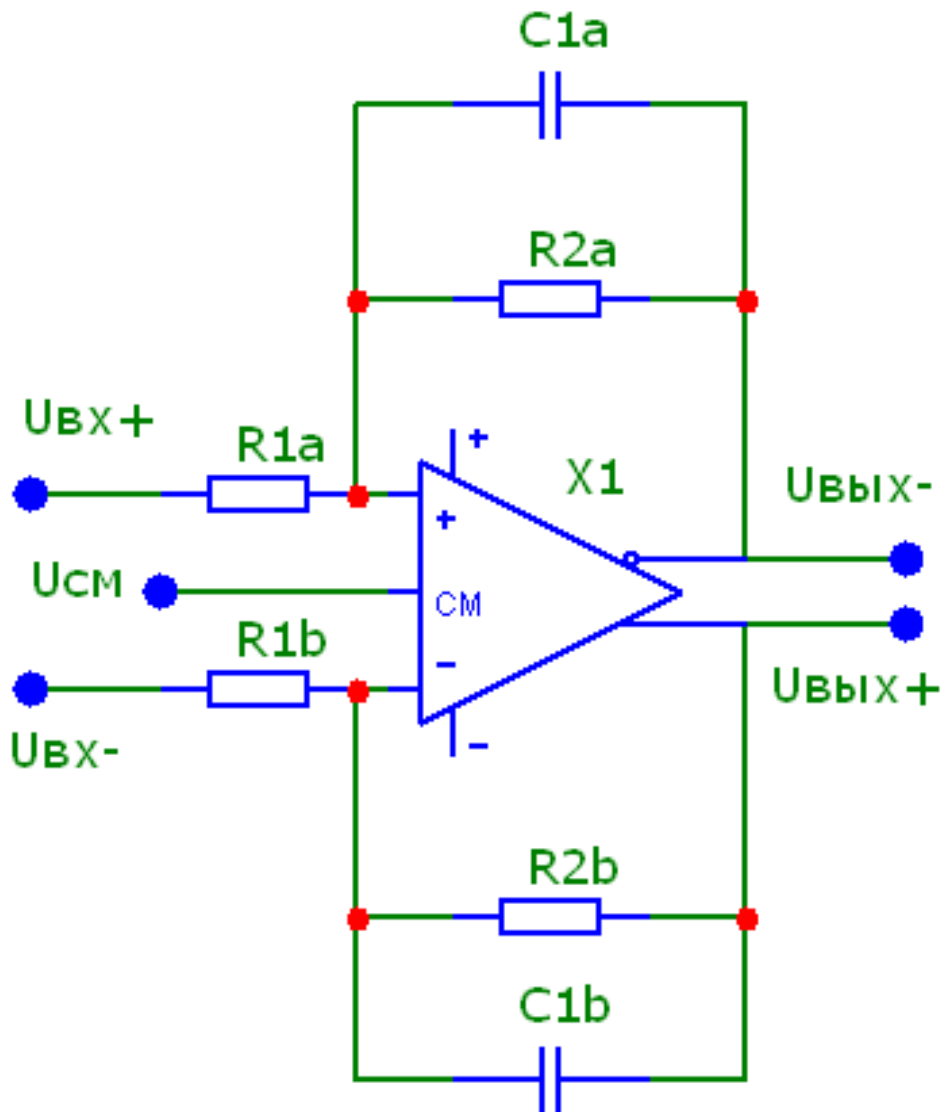 C1a
R2a
Uвх+
R1a
+
X1
Uвых-
+
Uсм
CM
R1b
-
Uвых+
Uвх-
-
R2b
C1b